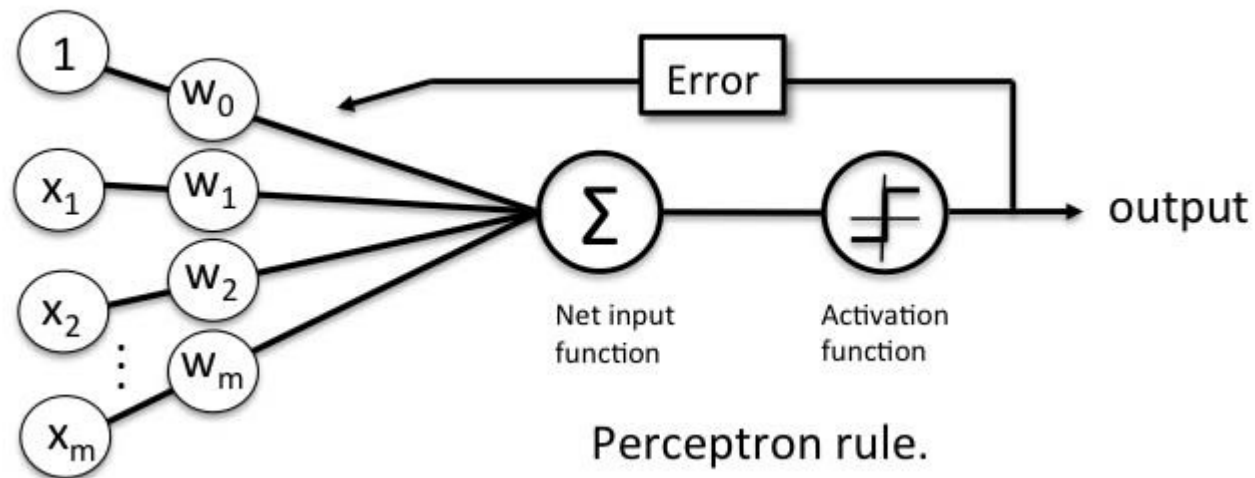 1
w₀
Error
x₁
w₁
Σ
output
x₂
w₂
Net input
function
Activation
function
⋮
wₘ
xₘ
Perceptron rule.